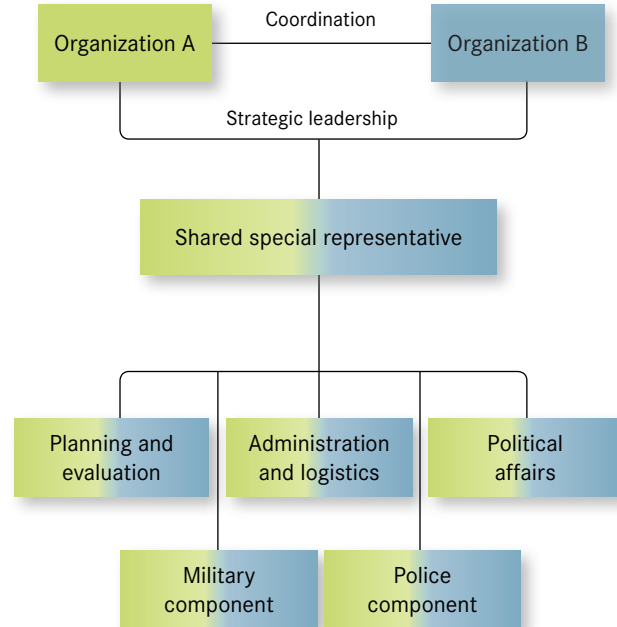 Coordination
Organization A
Organization B
Strategic leadership
Shared special representative
Planning and
evaluation
Administration
and logistics
Political
affairs
Military
component
Police
component